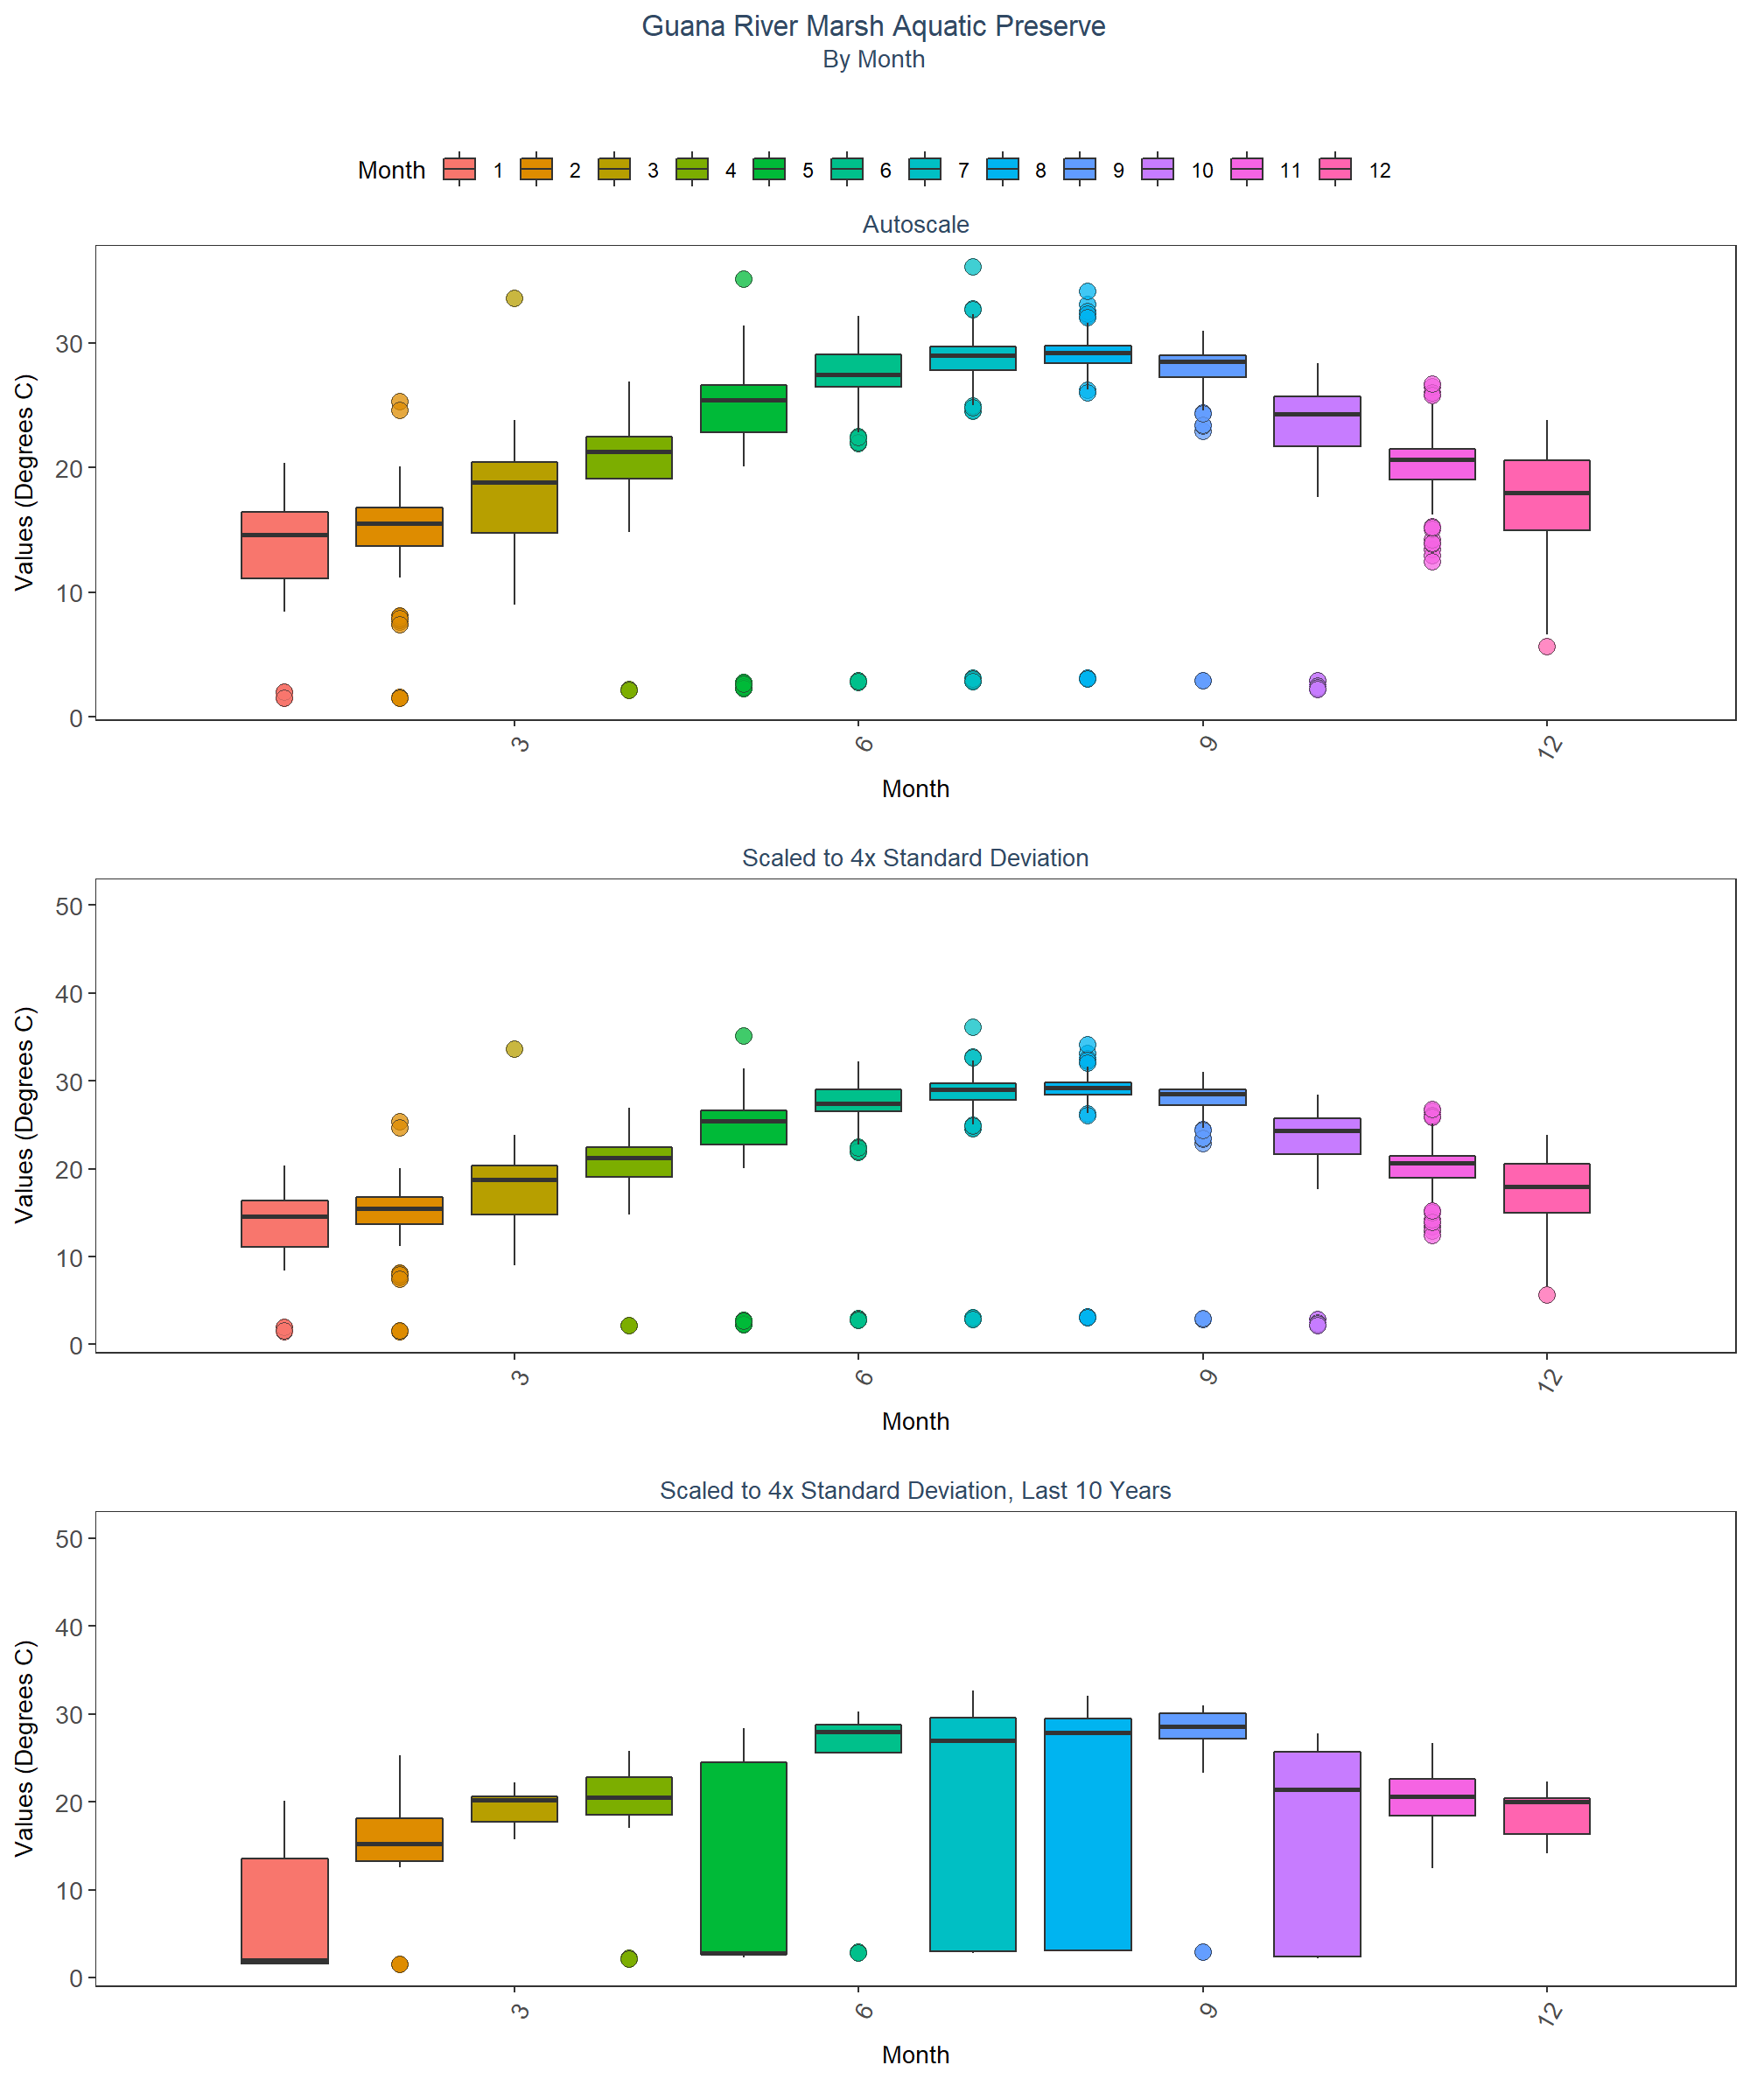 Guana River Marsh Aquatic Preserve
By Month
Month 1 2 3 4 5 6 7 8 9 10 11 12
Autoscale
Values (Degrees C)
30
20
10
0
3 6 9 12
Month
Scaled to 4x Standard Deviation
Values (Degrees C)
50
40
30
20
10
0
3 6 9 12
Month
Scaled to 4x Standard Deviation, Last 10 Years
Values (Degrees C)
50
40
30
20
10
0
3 6 9 12
Month